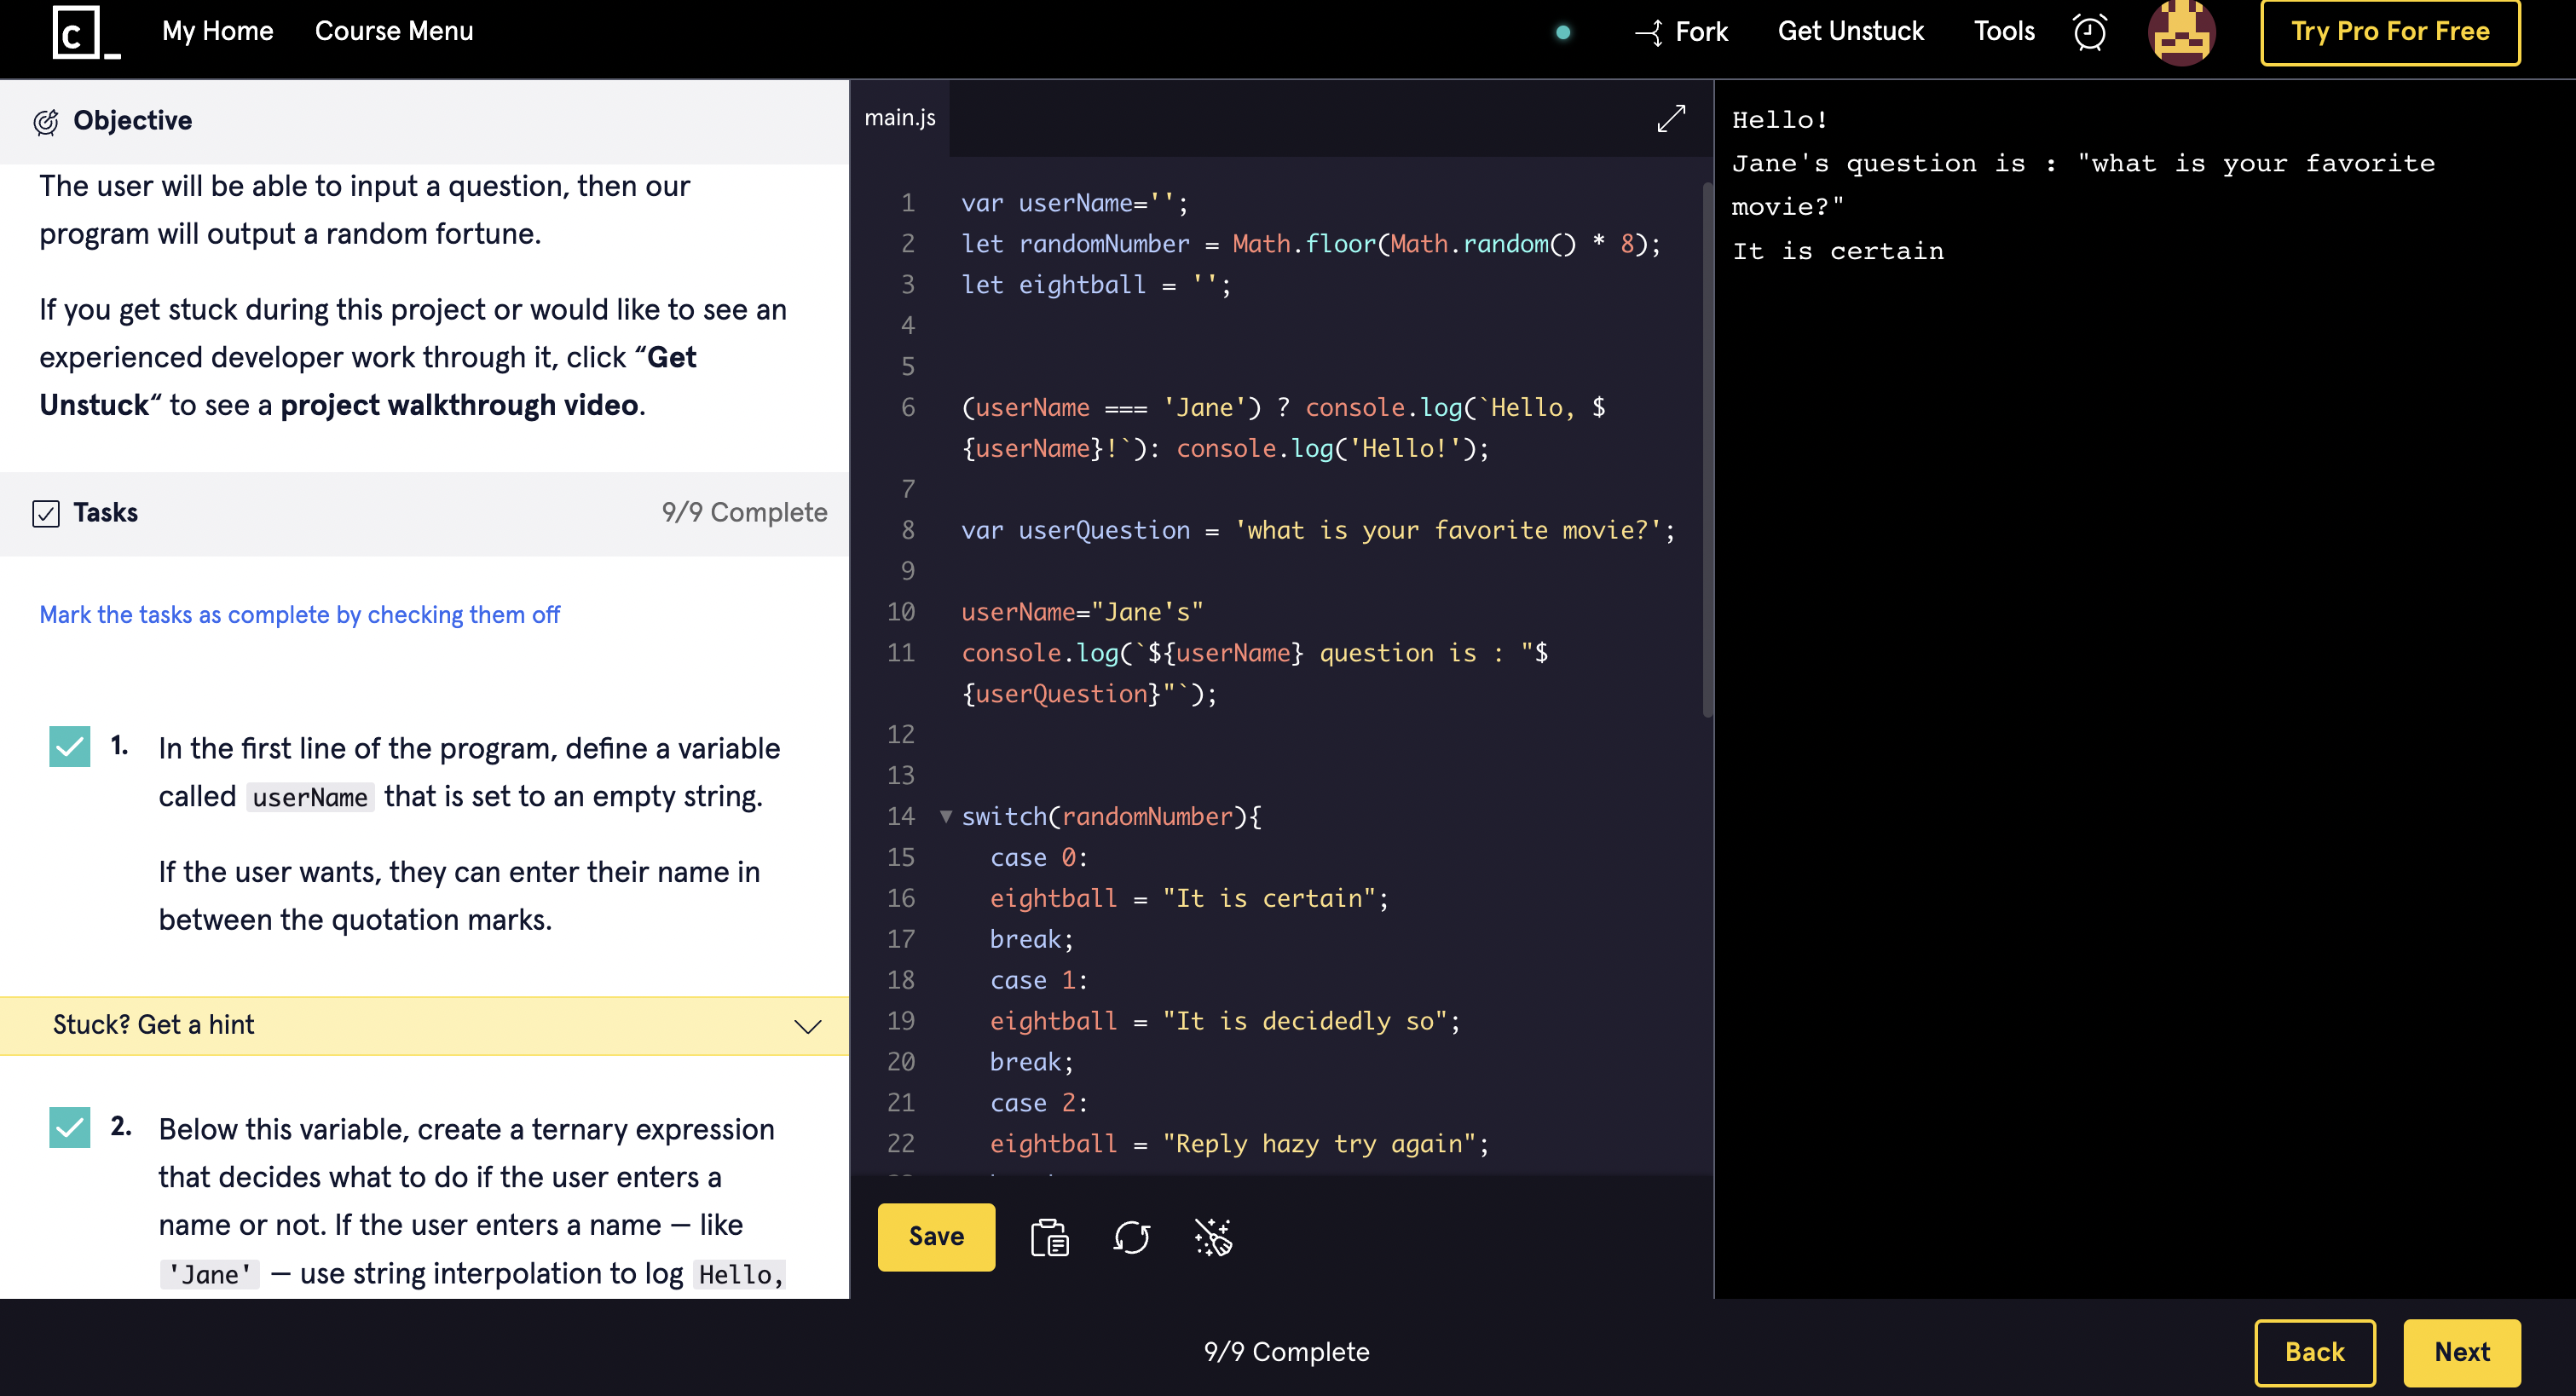 c_
My Home
Course Menu
Fork
Get Unstuck
Tools
Try Pro For Free
Objective
The user will be able to input a question, then our
program will output a random fortune.
If you get stuck during this project or would like to see an
experienced developer work through it, click “Get
Unstuck“ to see a project walkthrough video.
Tasks
9/9 Complete
Mark the tasks as complete by checking them off
1. In the first line of the program, define a variable
called userName that is set to an empty string.
If the user wants, they can enter their name in
between the quotation marks.
Stuck? Get a hint
2. Below this variable, create a ternary expression
that decides what to do if the user enters a
name or not. If the user enters a name — like
'Jane' — use string interpolation to log Hello,
main.js
1 var userName='';
2 let randomNumber = Math.floor(Math.random() * 8);
3 let eightball = '';
4
5
6 (userName === 'Jane') ? console.log(`Hello, $
{userName}!`): console.log('Hello!');
7
8 var userQuestion = 'what is your favorite movie?';
9
10 userName="Jane's"
11 console.log(`${userName} question is : "$
{userQuestion}"`);
12
13
14 switch(randomNumber){
15 case 0:
16 eightball = "It is certain";
17 break;
18 case 1:
19 eightball = "It is decidedly so";
20 break;
21 case 2:
22 eightball = "Reply hazy try again";
Save
Hello!
Jane's question is : "what is your favorite
movie?"
It is certain
9/9 Complete
Back
Next